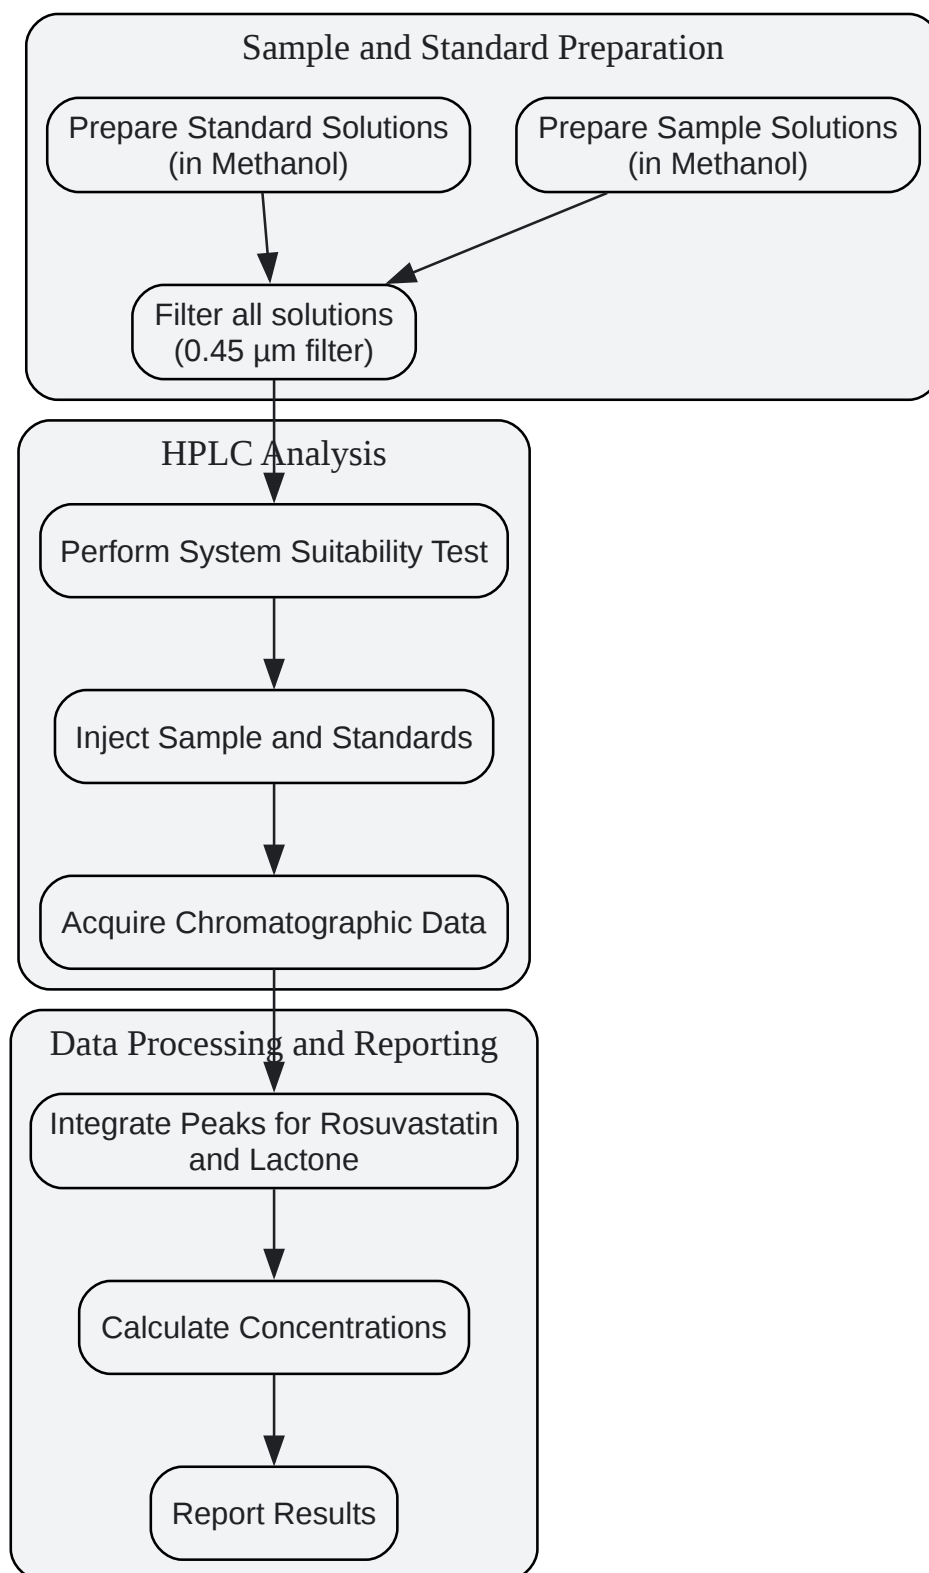 Sample and Standard Preparation
Prepare Standard Solutions
(in Methanol)
Prepare Sample Solutions
(in Methanol)
Filter all solutions
(0.45 µm filter)
HPLC Analysis
Perform System Suitability Test
Inject Sample and Standards
Acquire Chromatographic Data
Data Processing and Reporting
Integrate Peaks for Rosuvastatin
and Lactone
Calculate Concentrations
Report Results